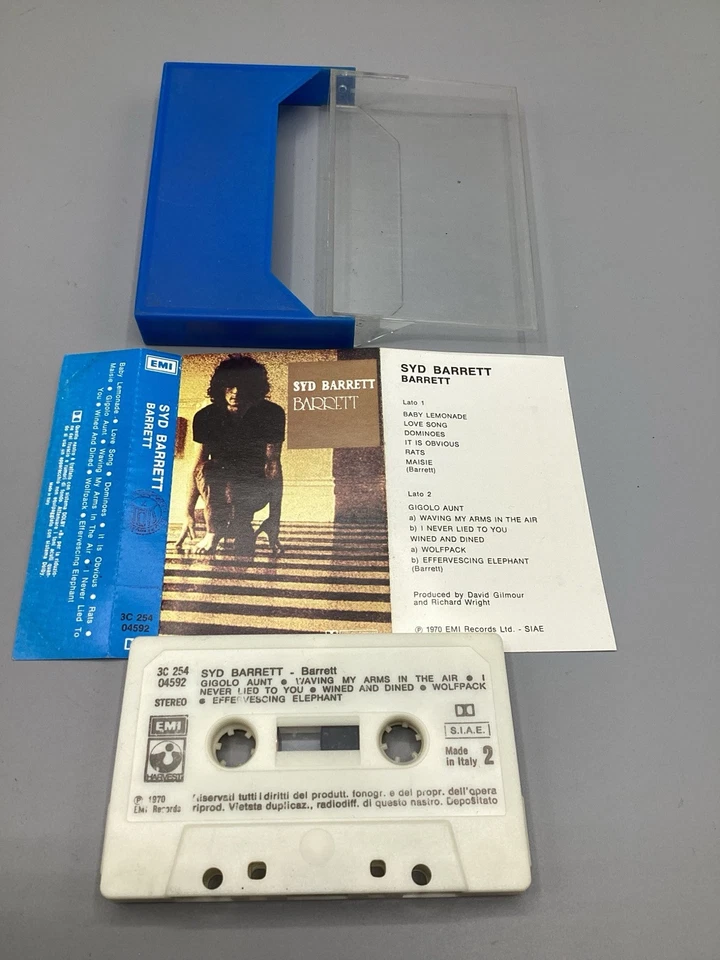 EMI
SYD BARRETT
BARRETT
3C 254
04592
Baby Lemonade ● Love Song ● Dominoes ● It Is Obvious ● Rats ●
Maisie ● Gigolo Aunt ● Waving My Arms In The Air ● I Never Lied To
You ● Wined And Dined ● Wolfpack ● Effervescing Elephant
SYD BARRETT
BARRETT
SYD BARRETT
BARRETT
Lato 1
BABY LEMONADE
LOVE SONG
DOMINOES
IT IS OBVIOUS
RATS
MAISIE
(Barrett)
Lato 2
GIGOLO AUNT
a) WAVING MY ARMS IN THE AIR
b) I NEVER LIED TO YOU
WINED AND DINED
a) WOLFPACK
b) EFFERVESCING ELEPHANT
(Barrett)
Produced by David Gilmour
and Richard Wright
℗ 1970 EMI Records Ltd. - SIAE
3C 254
04592
STEREO
SYD BARRETT - Barrett
GIGOLO AUNT ● WAVING MY ARMS IN THE AIR ● I
NEVER LIED TO YOU ● WINED AND DINED ● WOLFPACK
● EFFERVESCING ELEPHANT
EMI
HARVEST
S.I.A.E.
Made
in Italy 2
℗ 1970
EMI Records
riservati tutti i diritti del produtt. fonogr. e del propr. dell'opera
riprod. Vietata duplicaz., radiodiff. di questo nastro. Depositato